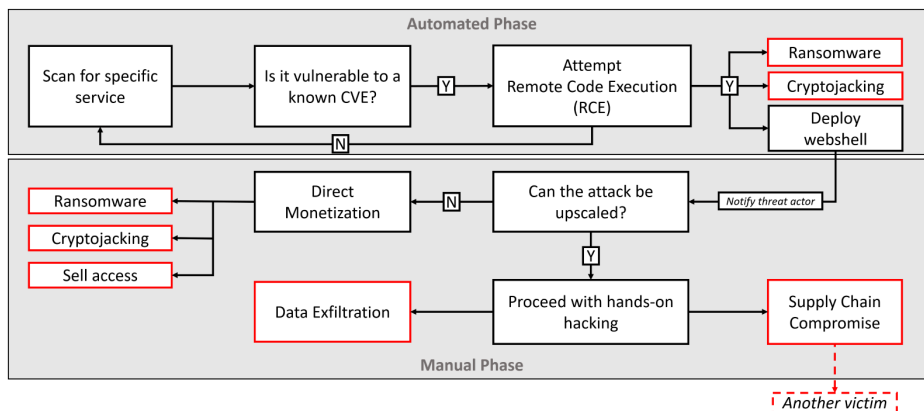 Automated Phase
Scan for specific
service
Is it vulnerable to a
known CVE?
Y
Attempt
Remote Code Execution
(RCE)
Y
Ransomware
Cryptojacking
Deploy
webshell
N
Notify threat actor
Can the attack be
upscaled?
N
Direct
Monetization
Ransomware
Cryptojacking
Sell access
Y
Proceed with hands-on
hacking
Data Exfiltration
Supply Chain
Compromise
Manual Phase
Another victim